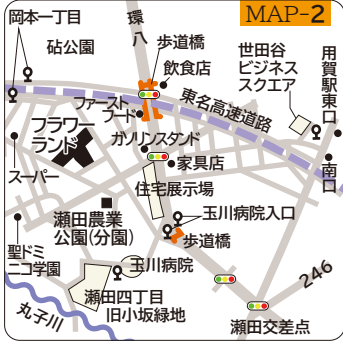 MAP-2
岡本一丁目
環八
砧公園
歩道橋
飲食店
世田谷
ビジネス
スクエア
用賀駅東口
ファースト
フード
東名高速道路
フラワー
ランド
ガソリンスタンド
家具店
南口
スーパー
住宅展示場
瀬田農業
公園(分園)
玉川病院入口
聖ドミ
ニコ学園
歩道橋
玉川病院
246
瀬田四丁目
旧小坂緑地
丸子川
瀬田交差点